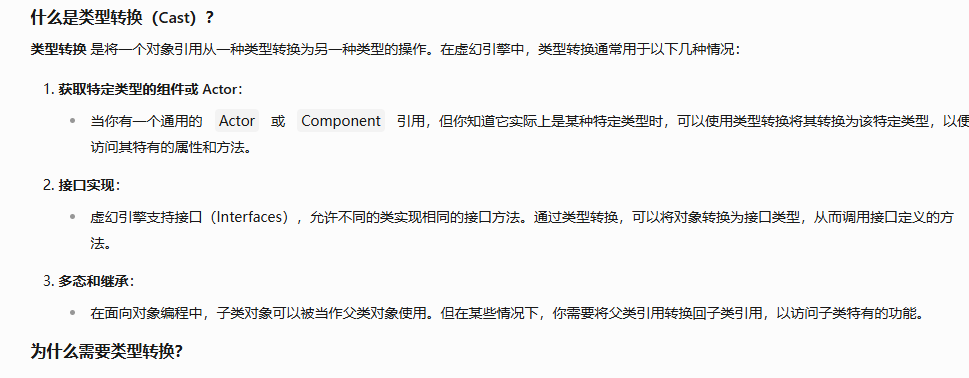 什么是类型转换（Cast）？
类型转换 是将一个对象引用从一种类型转换为另一种类型的操作。在虚幻引擎中，类型转换通常用于以下几种情况：
1. 获取特定类型的组件或 Actor：
• 当你有一个通用的 Actor 或 Component 引用，但你知道它实际上是某种特定类型时，可以使用类型转换将其转换为该特定类型，以便
访问其特有的属性和方法。
2. 接口实现：
• 虚幻引擎支持接口（Interfaces），允许不同的类实现相同的接口方法。通过类型转换，可以将对象转换为接口类型，从而调用接口定义的方
法。
3. 多态和继承：
• 在面向对象编程中，子类对象可以被当作父类对象使用。但在某些情况下，你需要将父类引用转换回子类引用，以访问子类特有的功能。
为什么需要类型转换？